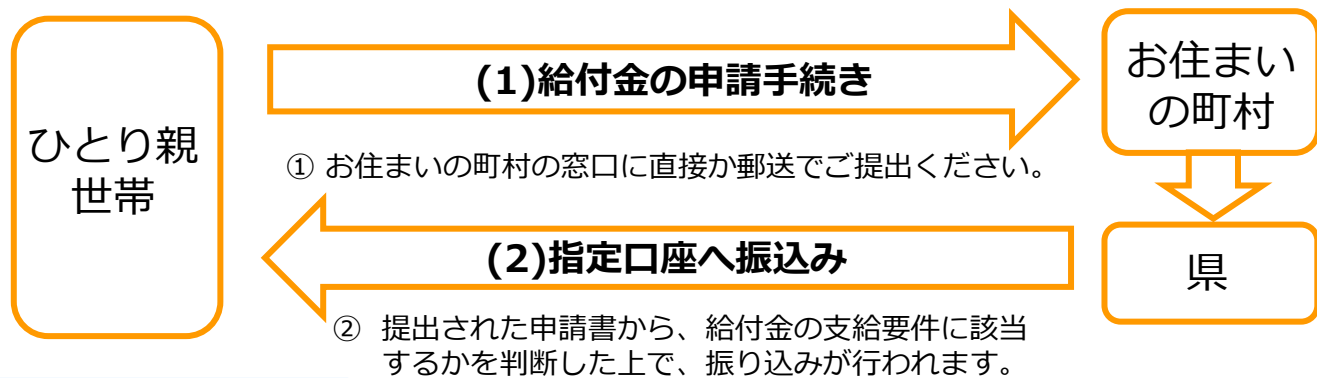 ひとり親
世帯
(1)給付金の申請手続き
① お住まいの町村の窓口に直接か郵送でご提出ください。
お住まい
の町村
県
(2)指定口座へ振込み
② 提出された申請書から、給付金の支給要件に該当
するかを判断した上で、振り込みが行われます。